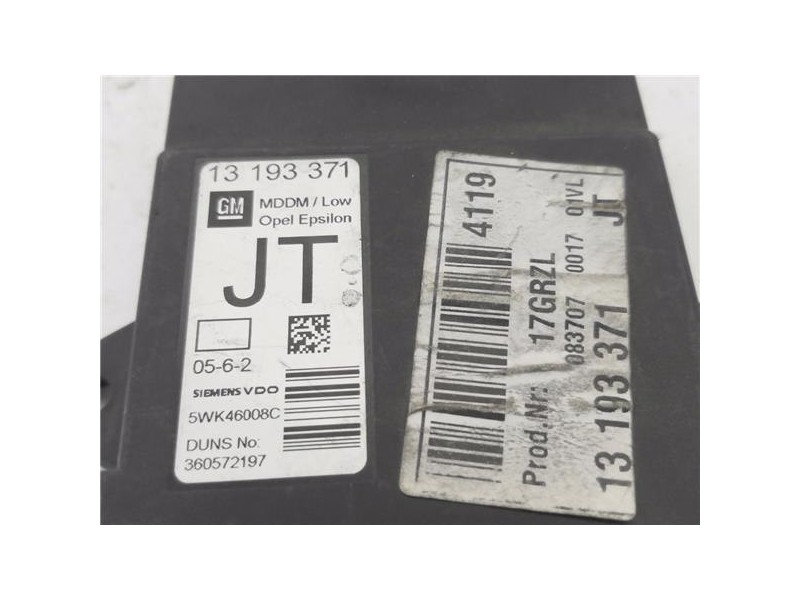 13 193 371
GM
MDDM / Low
Opel Epsilon
JT
05-6-2
SIEMENS VDO
5WK46008C
DUNS No:
360572197
4119
Prod.Nr: 17GRZL
083707 0017 01VL
13 193 371 JT